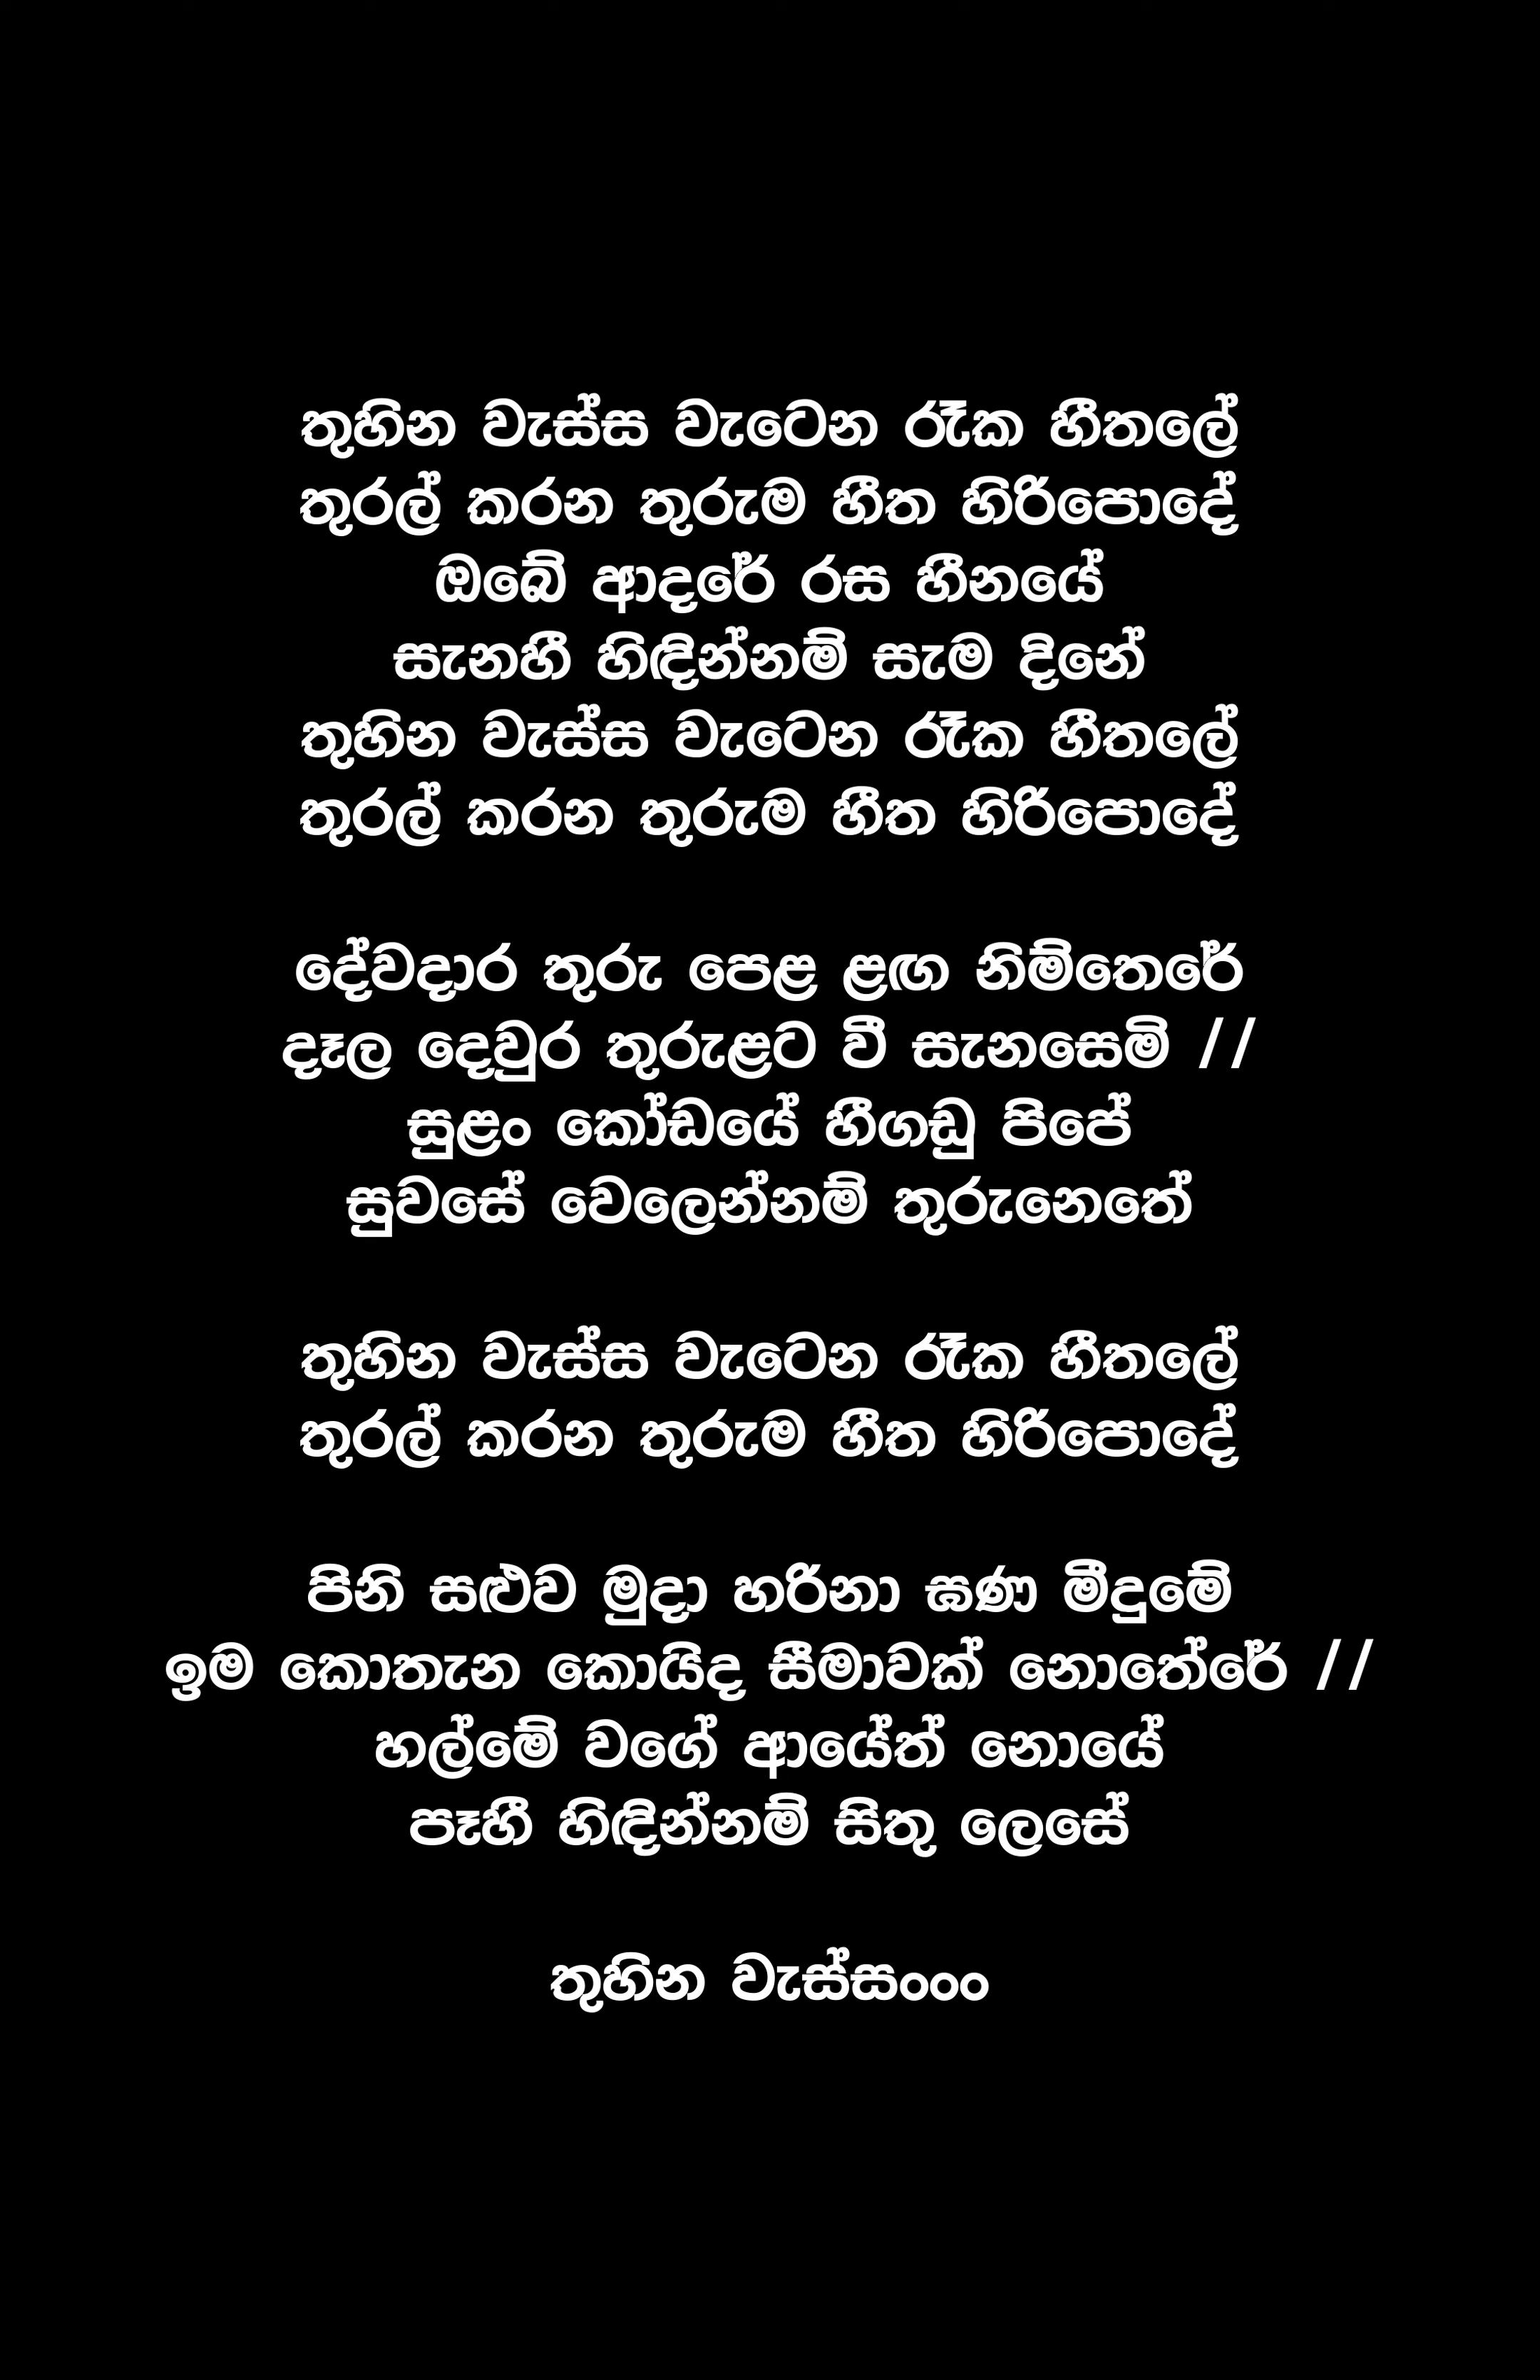 තුහින වැස්ස වැටෙන රෑක හීතලේ
තුරල් කරන තුරුම හීත හිරිපොදේ
ඔබේ ආදරේ රස හීනයේ
සැනහී හිඳින්නම් සැම දිනේ
තුහින වැස්ස වැටෙන රෑක හීතලේ
තුරල් කරන තුරුම හීත හිරිපොදේ
දේවදාර තුරු පෙළ ළඟ නිම්තෙරේ
දෑල දෙවුර තුරුළට වී සැනසෙමි //
සුළං කෝඩයේ හීගඩු පිපේ
සුවසේ වෙලෙන්නම් තුරුනෙතේ
තුහින වැස්ස වැටෙන රෑක හීතලේ
තුරල් කරන තුරුම හීත හිරිපොදේ
පිනි සළුව මුදා හරිනා ඝණ මීදුමේ
ඉම කොතැන කොයිද සීමාවක් නොතේරේ //
හල්මේ වගේ ආයේත් නොයේ
පෑහී හිඳින්නම් සිතු ලෙසේ
තුහින වැස්සංංං